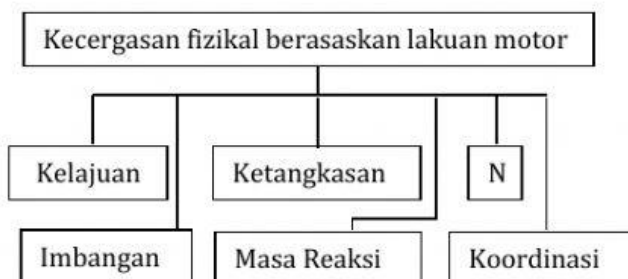 Kecergasan fizikal berasaskan lakuan motor
Kelajuan
Ketangkasan
N
Imbangan
Masa Reaksi
Koordinasi